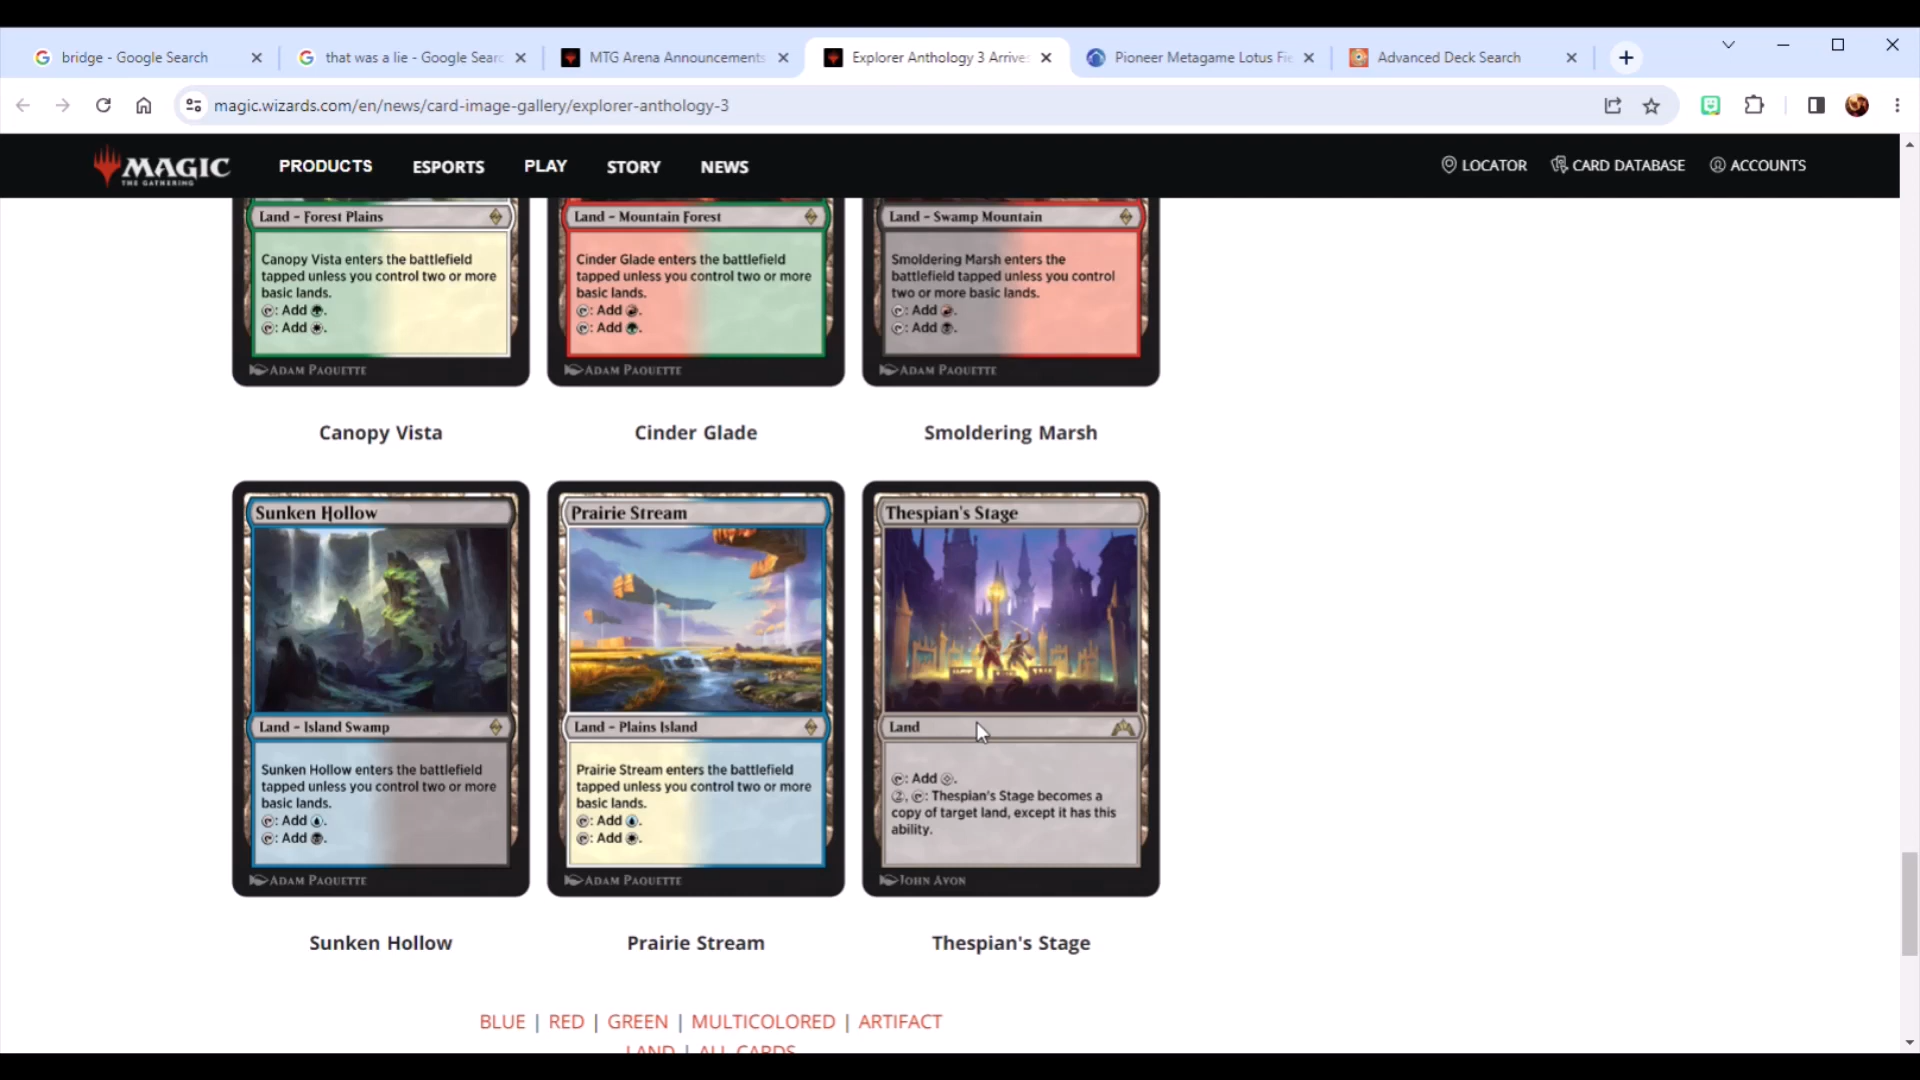 bridge - Google Search
that was a lie - Google Searc
MTG Arena Announcements
Explorer Anthology 3 Arrives
Pioneer Metagame Lotus Fie
Advanced Deck Search
magic.wizards.com/en/news/card-image-gallery/explorer-anthology-3
MAGIC
THE GATHERING
PRODUCTS
ESPORTS
PLAY
STORY
NEWS
LOCATOR
CARD DATABASE
ACCOUNTS
Land – Forest Plains
Canopy Vista enters the battlefield
tapped unless you control two or more
basic lands.
: Add .
: Add .
ADAM PAQUETTE
Land – Mountain Forest
Cinder Glade enters the battlefield
tapped unless you control two or more
basic lands.
: Add .
: Add .
ADAM PAQUETTE
Land – Swamp Mountain
Smoldering Marsh enters the
battlefield tapped unless you control
two or more basic lands.
: Add .
: Add .
ADAM PAQUETTE
Canopy Vista
Cinder Glade
Smoldering Marsh
Sunken Hollow
Land – Island Swamp
Sunken Hollow enters the battlefield
tapped unless you control two or more
basic lands.
: Add .
: Add .
ADAM PAQUETTE
Prairie Stream
Land – Plains Island
Prairie Stream enters the battlefield
tapped unless you control two or more
basic lands.
: Add .
: Add .
ADAM PAQUETTE
Thespian's Stage
Land
: Add .
2, : Thespian's Stage becomes a
copy of target land, except it has this
ability.
JOHN AVON
Sunken Hollow
Prairie Stream
Thespian's Stage
BLUE | RED | GREEN | MULTICOLORED | ARTIFACT
LAND | ALL CARDS